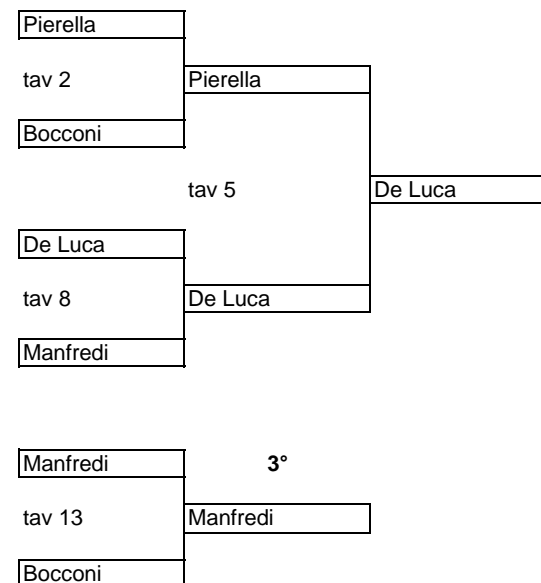 Pierella
tav 2 Pierella
Bocconi
tav 5 De Luca
De Luca
tav 8 De Luca
Manfredi
Manfredi 3°
tav 13 Manfredi
Bocconi